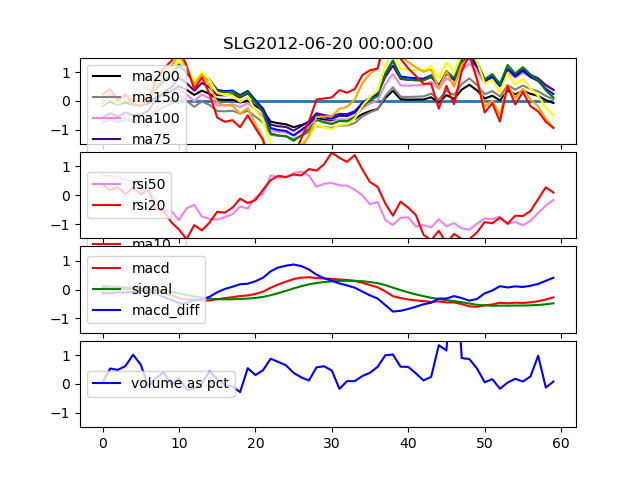 SLG2012-06-20 00:00:00
1
0
−1
ma200
ma150
ma100
ma75
1
0
−1
rsi50
rsi20
ma10
1
0
−1
macd
signal
macd_diff
1
0
−1
volume as pct
0 10 20 30 40 50 60